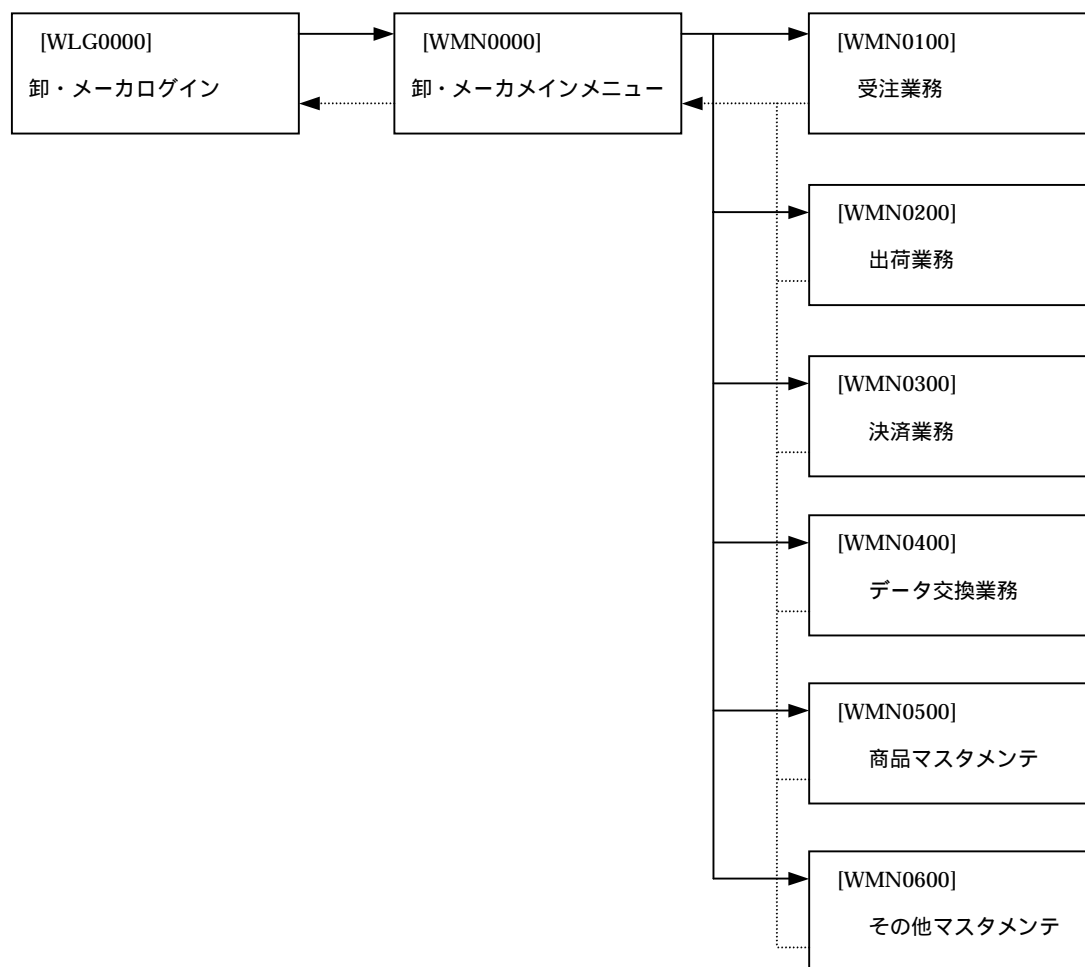 [WLG0000]
卸・メーカログイン
[WMN0000]
卸・メーカメインメニュー
[WMN0100]
受注業務
[WMN0200]
出荷業務
[WMN0300]
決済業務
[WMN0400]
データ交換業務
[WMN0500]
商品マスタメンテ
[WMN0600]
その他マスタメンテ